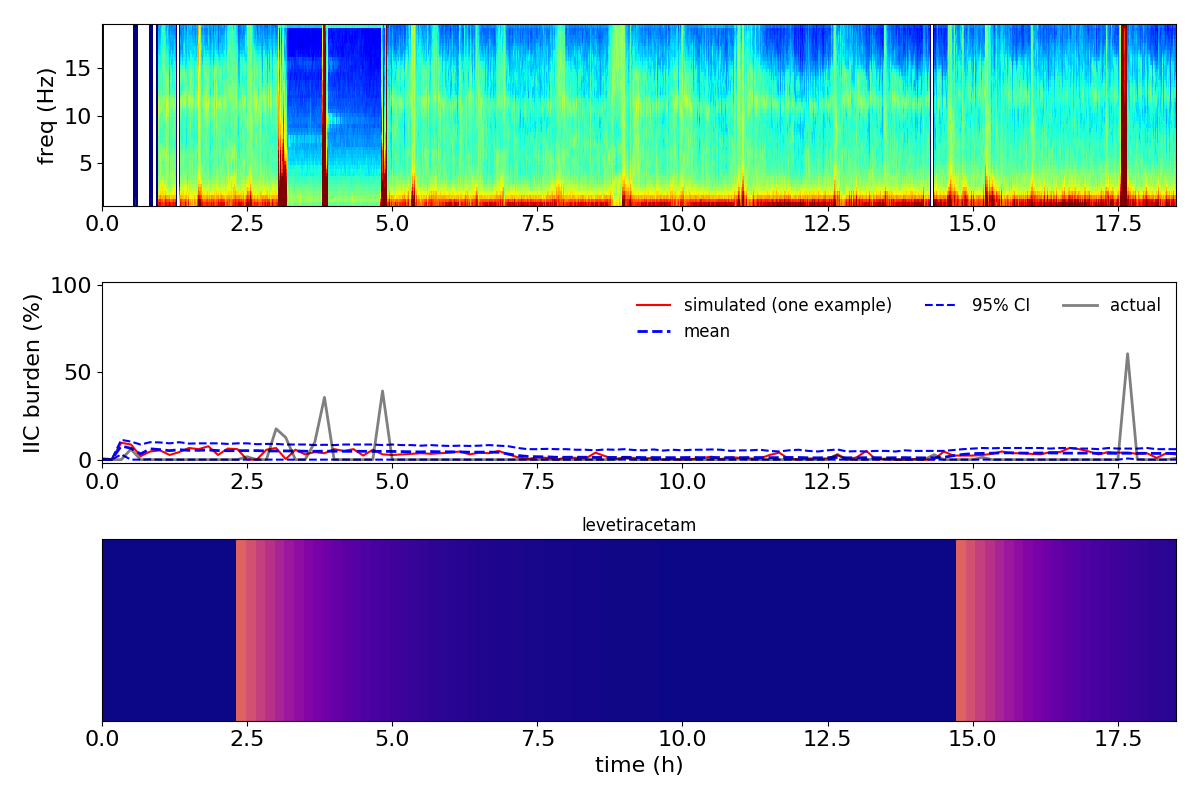 freq (Hz)
15
10
5
0.0 2.5 5.0 7.5 10.0 12.5 15.0 17.5
IIC burden (%)
100
50
0
simulated (one example) 95% CI actual
mean
0.0 2.5 5.0 7.5 10.0 12.5 15.0 17.5
levetiracetam
0.0 2.5 5.0 7.5 10.0 12.5 15.0 17.5
time (h)